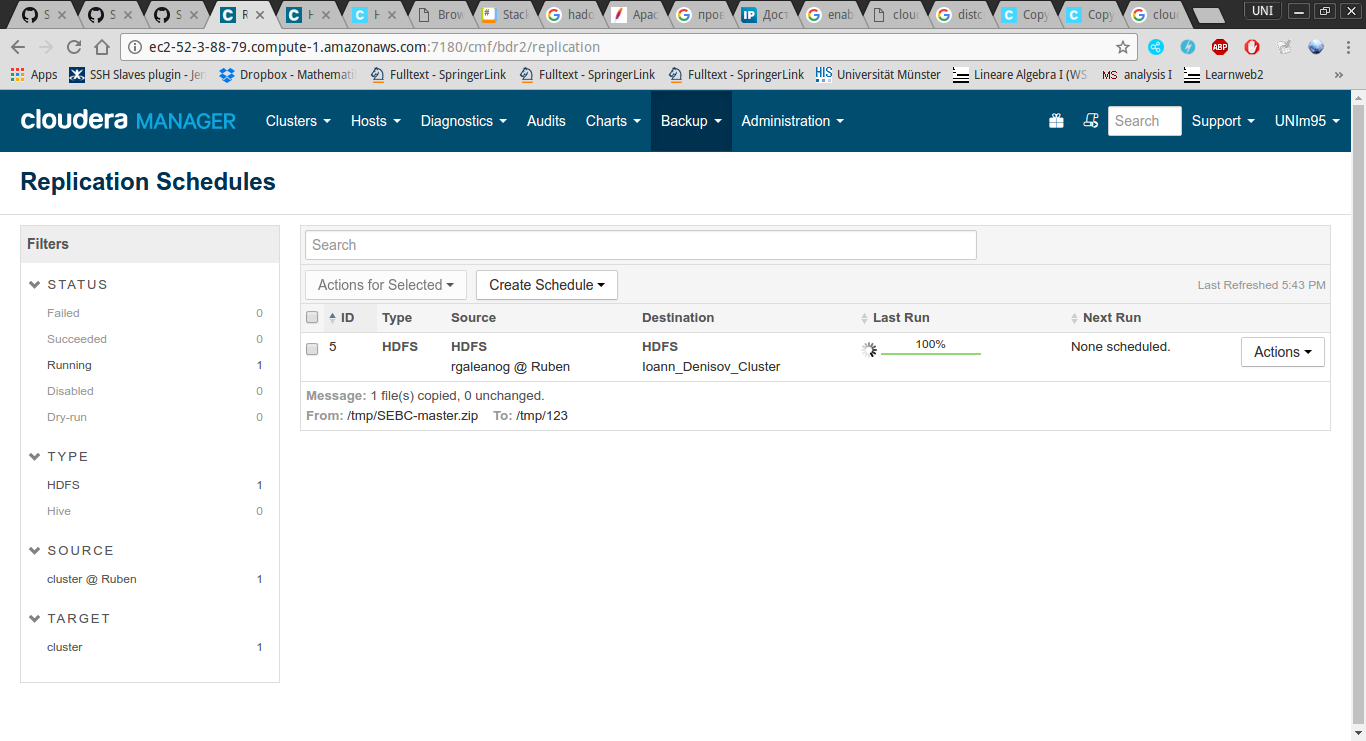 S S S R H H Brow Stack hado Apac пров Дост enab clou distc Copy Copy clou UNI
ec2-52-3-88-79.compute-1.amazonaws.com:7180/cmf/bdr2/replication
Apps SSH Slaves plugin - Jen Dropbox - Mathemati Fulltext - SpringerLink Fulltext - SpringerLink Fulltext - SpringerLink Universität Münster Lineare Algebra I (WS MS analysis I Learnweb2 »
cloudera MANAGER Clusters Hosts Diagnostics Audits Charts Backup Administration Search Support UNIm95
Replication Schedules
Filters
STATUS
Failed 0
Succeeded 0
Running 1
Disabled 0
Dry-run 0
TYPE
HDFS 1
Hive 0
SOURCE
cluster @ Ruben 1
TARGET
cluster 1
Search
Actions for Selected Create Schedule Last Refreshed 5:43 PM
ID Type Source Destination Last Run Next Run
5 HDFS HDFS HDFS 100% None scheduled. Actions
rgaleanog @ Ruben Ioann_Denisov_Cluster
Message: 1 file(s) copied, 0 unchanged.
From: /tmp/SEBC-master.zip To: /tmp/123